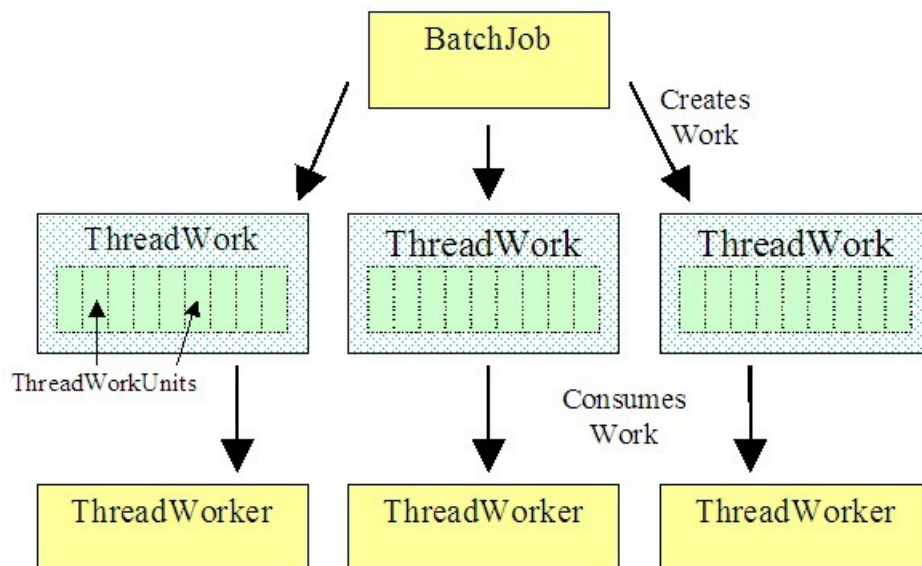 BatchJob
Creates
Work
ThreadWork
ThreadWork
ThreadWork
ThreadWorkUnits
Consumes
Work
ThreadWorker
ThreadWorker
ThreadWorker